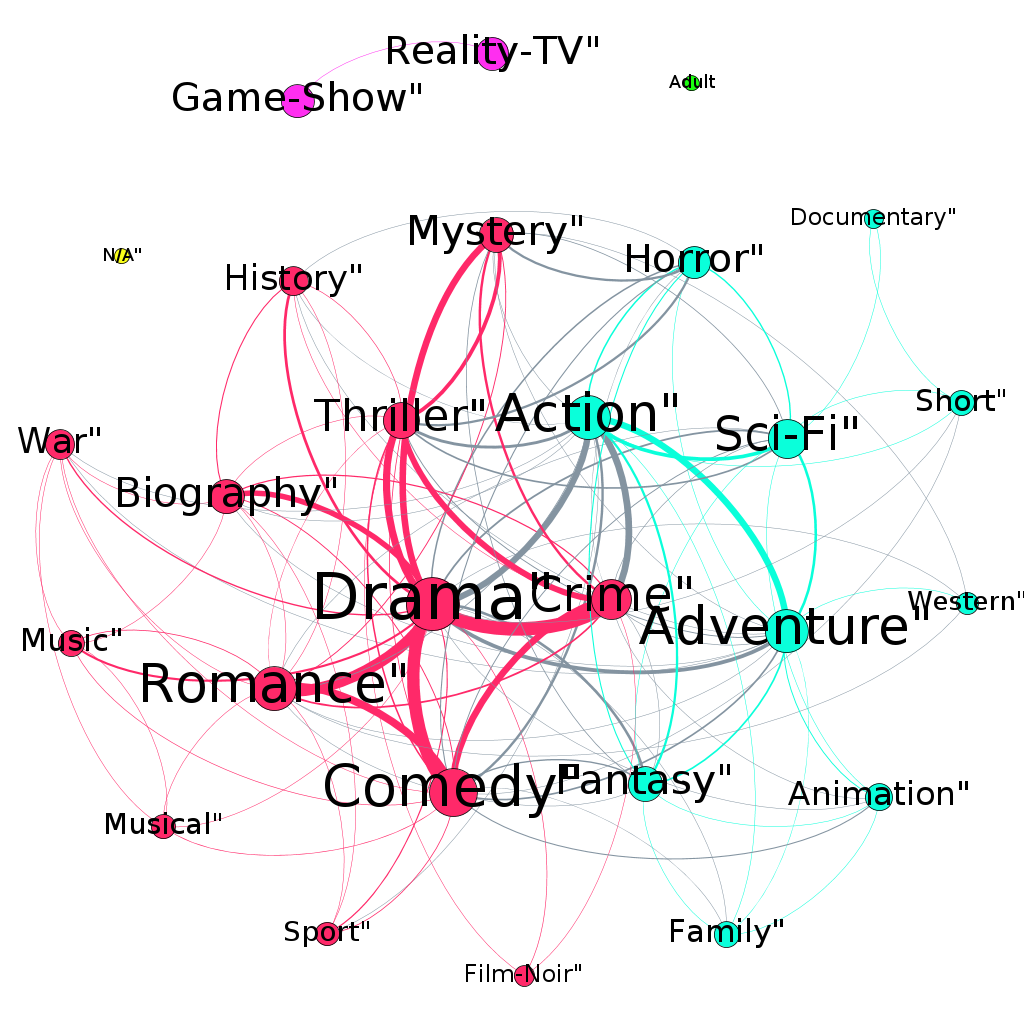 Reality-TV"
Adult
Game-Show"
Documentary"
Mystery"
N/A"
Horror"
History"
Short"
Thriller"
Action"
War"
Sci-Fi"
Biography"
Drama"
Crime"
Western"
Adventure"
Music"
Romance"
Comedy"
Fantasy"
Animation"
Musical"
Sport"
Family"
Film-Noir"